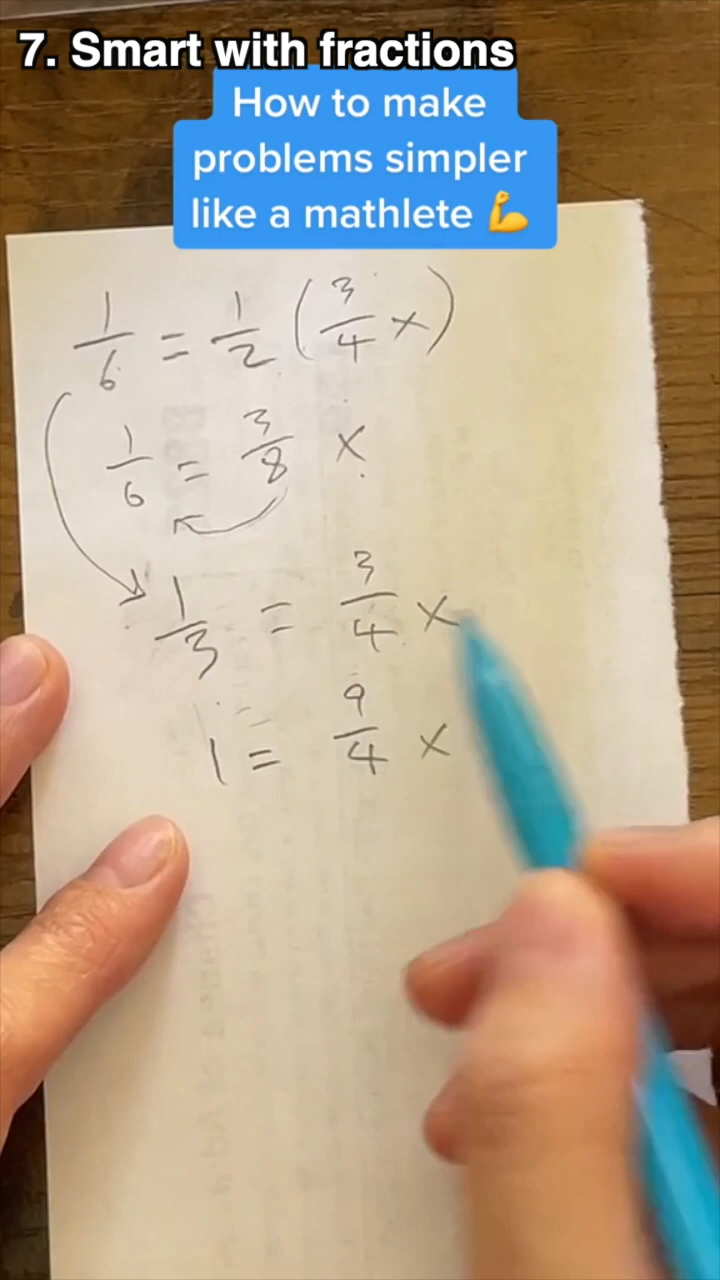 7. Smart with fractions
How to make
problems simpler
like a mathlete 💪
1/6 = 1/2 (3/4 x)
1/6 = 3/8 x
1/3 = 3/4 x
1 = 9/4 x